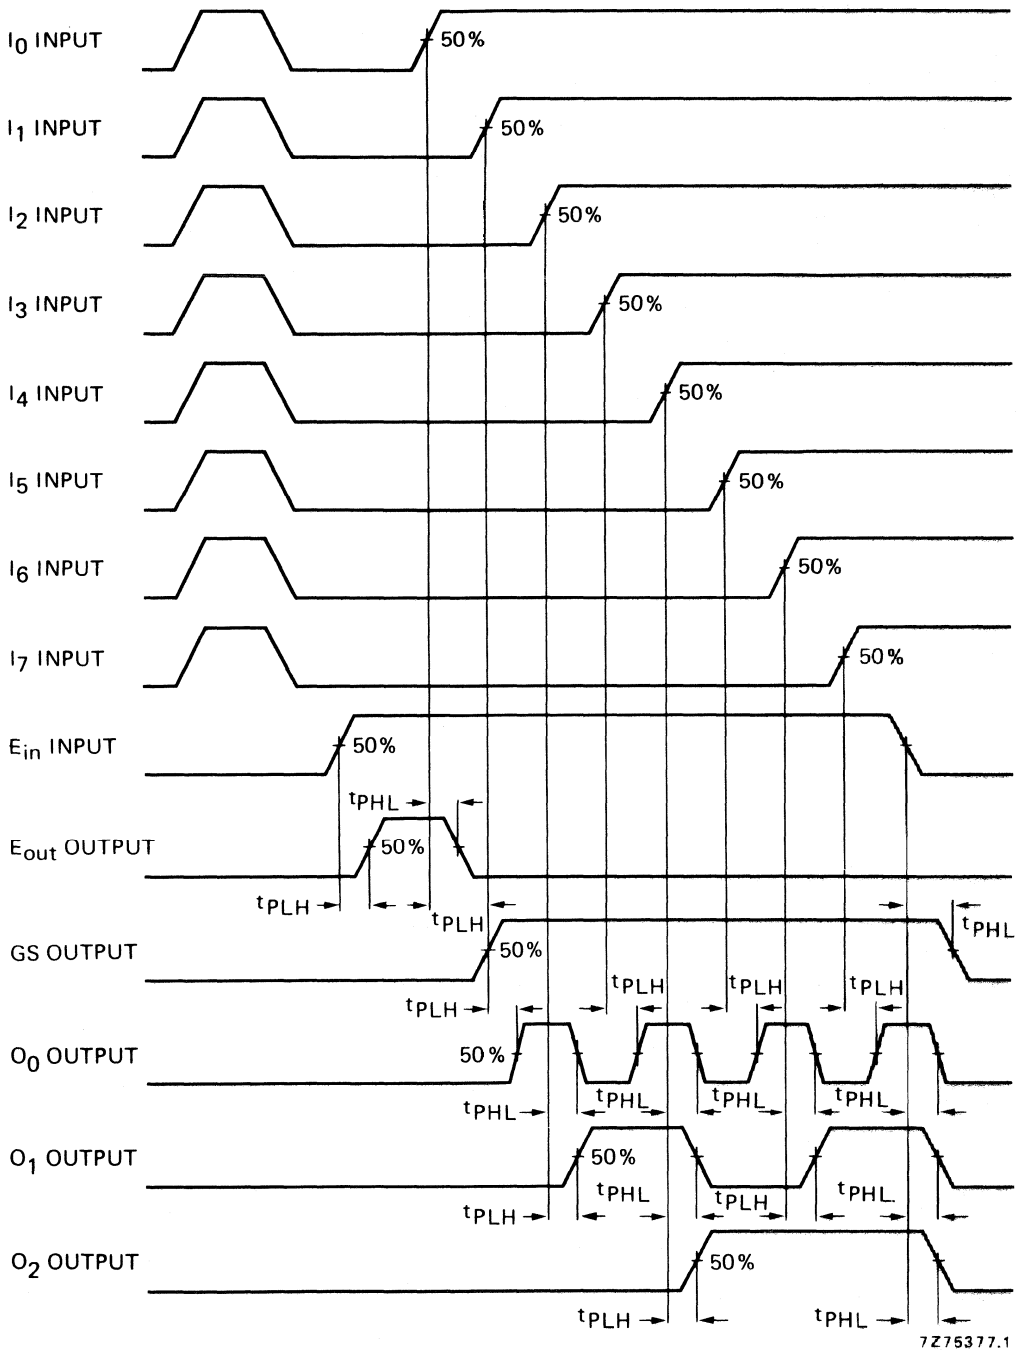 I0 INPUT 50%
I1 INPUT 50%
I2 INPUT 50%
I3 INPUT 50%
I4 INPUT 50%
I5 INPUT 50%
I6 INPUT 50%
I7 INPUT 50%
Ein INPUT 50%
tPHL
Eout OUTPUT 50%
tPLH tPLH tPHL
GS OUTPUT 50%
tPLH tPLH tPLH tPLH
O0 OUTPUT 50%
tPHL tPHL tPHL tPHL
O1 OUTPUT 50%
tPLH tPHL tPLH tPHL
O2 OUTPUT 50%
tPLH tPHL
7Z75377.1